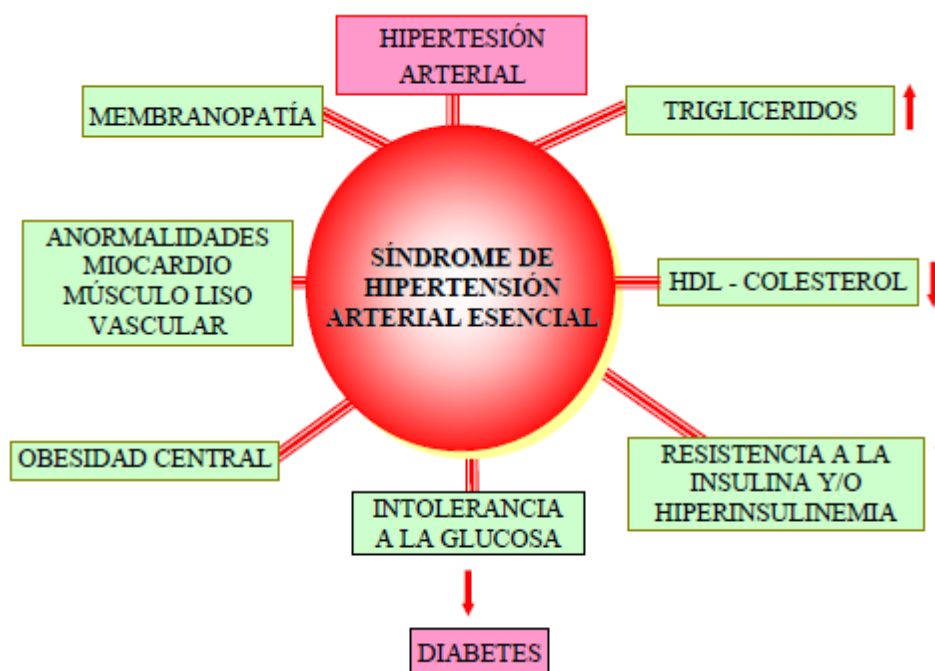 HIPERTESIÓN
ARTERIAL
MEMBRANOPATÍA
TRIGLICERIDOS
ANORMALIDADES
MIOCARDIO
MÚSCULO LISO
VASCULAR
SÍNDROME DE
HIPERTENSIÓN
ARTERIAL ESENCIAL
HDL - COLESTEROL
OBESIDAD CENTRAL
RESISTENCIA A LA
INSULINA Y/O
HIPERINSULINEMIA
INTOLERANCIA
A LA GLUCOSA
DIABETES